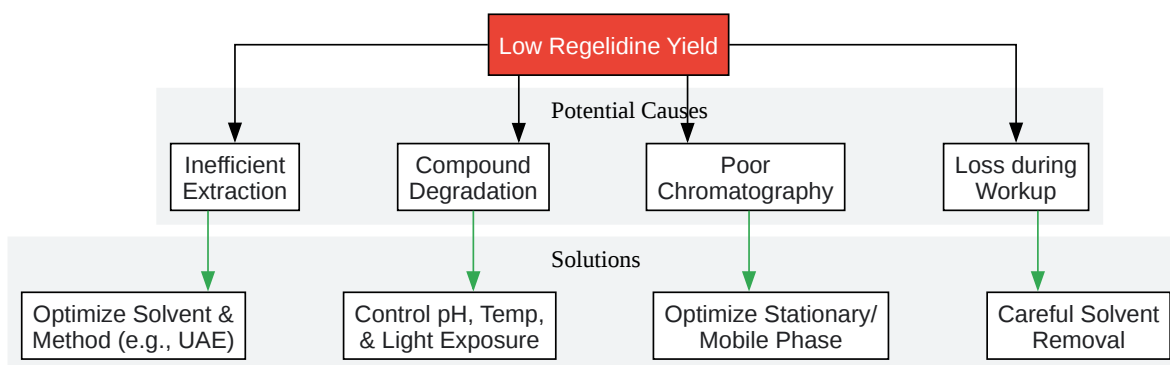 Low Regelidine Yield
Potential Causes
Inefficient
Extraction
Compound
Degradation
Poor
Chromatography
Loss during
Workup
Solutions
Optimize Solvent &
Method (e.g., UAE)
Control pH, Temp,
& Light Exposure
Optimize Stationary/
Mobile Phase
Careful Solvent
Removal